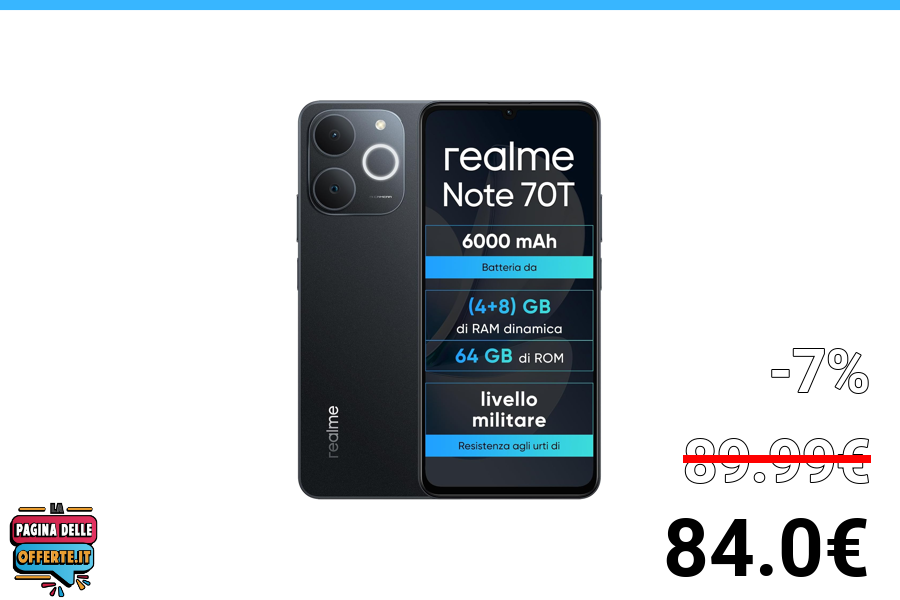 realme
Note 70T
6000 mAh
Batteria da
(4+8) GB
di RAM dinamica
64 GB di ROM
livello
militare
Resistenza agli urti di
realme
-7%
89.99€
84.0€
LA
PAGINA DELLE
OFFERTE.IT